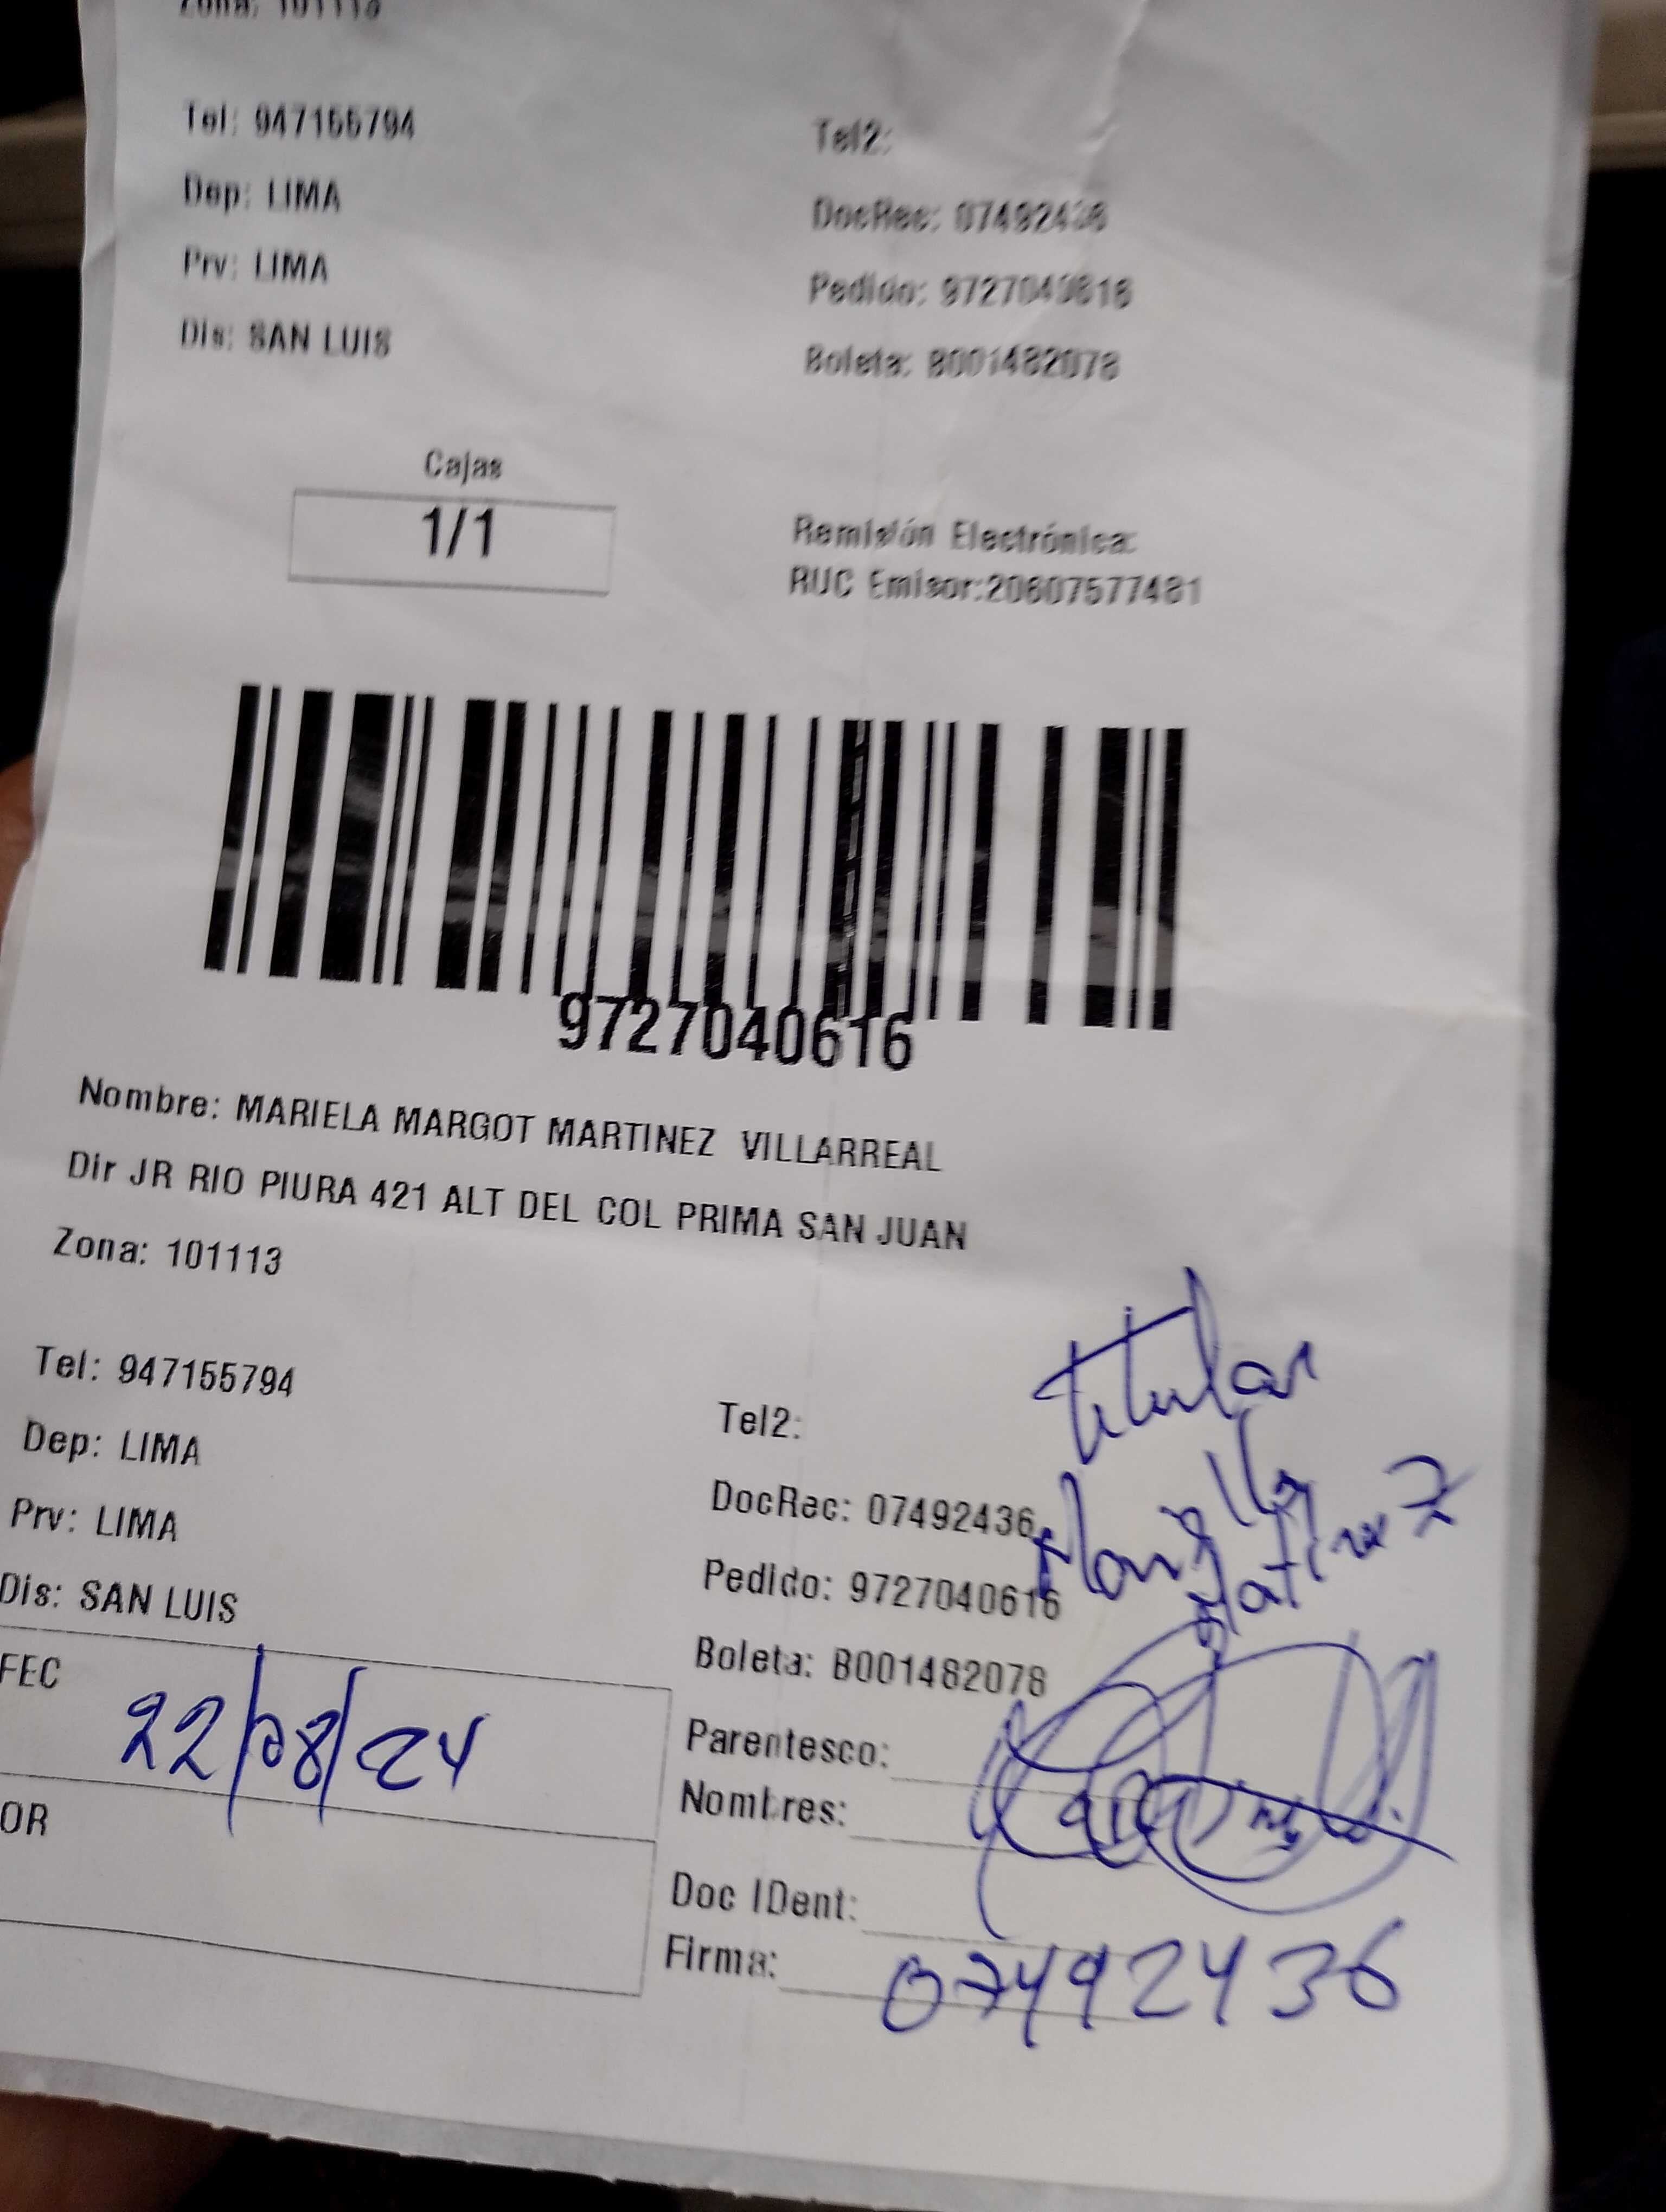 Zona: 101113
Tel: 947155794
Tel2:
Dep: LIMA
DocRec: 07492436
Prv: LIMA
Pedido: 9727040616
Dis: SAN LUIS
Boleta: B001482078
Cajas
1/1
Remisión Electrónica:
RUC Emisor:20607577481
9727040616
Nombre: MARIELA MARGOT MARTINEZ VILLARREAL
Dir JR RIO PIURA 421 ALT DEL COL PRIMA SAN JUAN
Zona: 101113
Tel: 947155794
Tel2:
titular
Dep: LIMA
DocRec: 07492436
Prv: LIMA
Pedido: 9727040616
Dis: SAN LUIS
Boleta: B001482078
FEC
22/08/24
Parentesco:
OR
Nombres:
Doc IDent:
Firma:
07492436